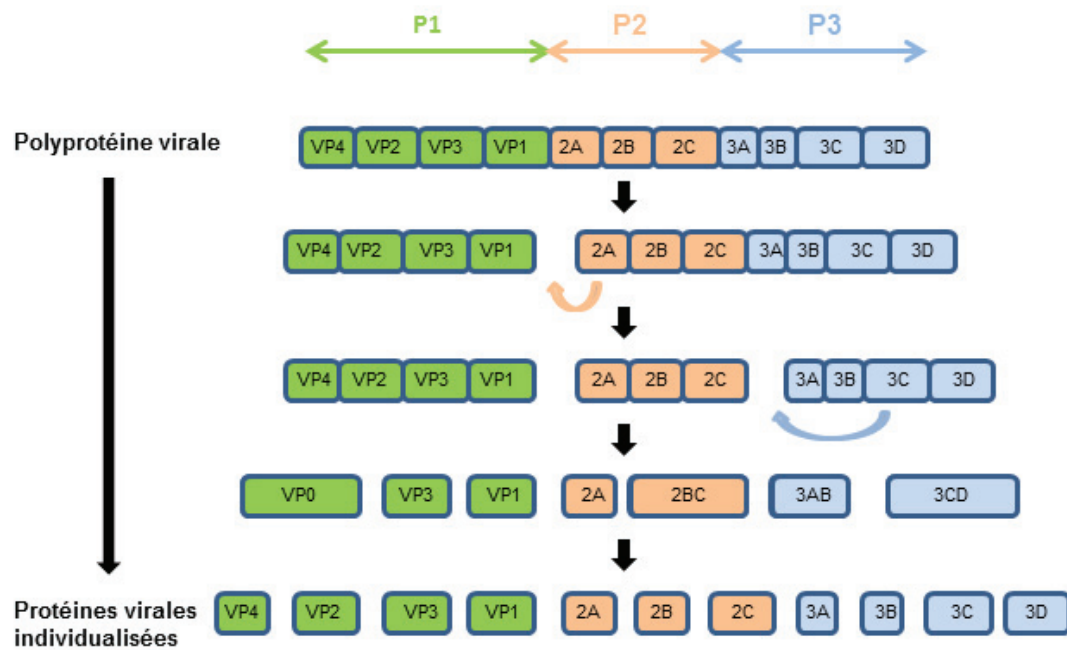 P1 P2 P3
Polyprotéine virale
VP4 VP2 VP3 VP1 2A 2B 2C 3A 3B 3C 3D
VP4 VP2 VP3 VP1 2A 2B 2C 3A 3B 3C 3D
VP4 VP2 VP3 VP1 2A 2B 2C 3A 3B 3C 3D
VP0 VP3 VP1 2A 2BC 3AB 3CD
Protéines virales
individualisées
VP4 VP2 VP3 VP1 2A 2B 2C 3A 3B 3C 3D